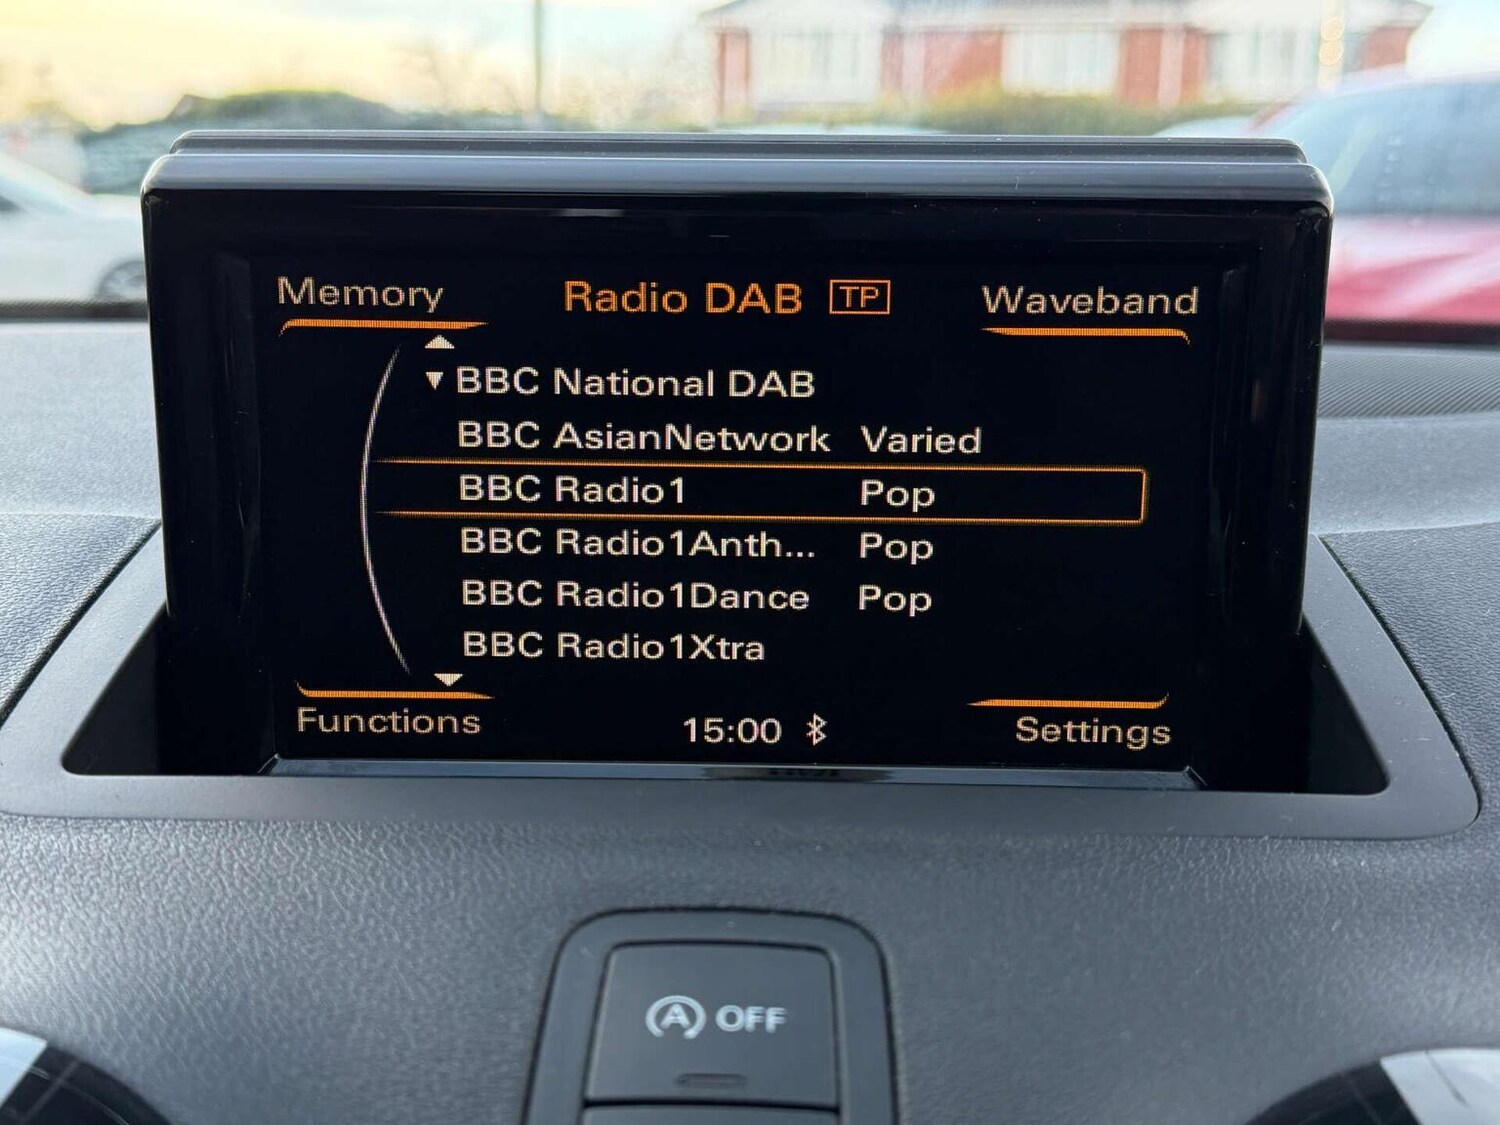 Memory Radio DAB TP Waveband
BBC National DAB
BBC AsianNetwork Varied
BBC Radio1 Pop
BBC Radio1Anth... Pop
BBC Radio1Dance Pop
BBC Radio1Xtra
Functions 15:00 Settings
A OFF